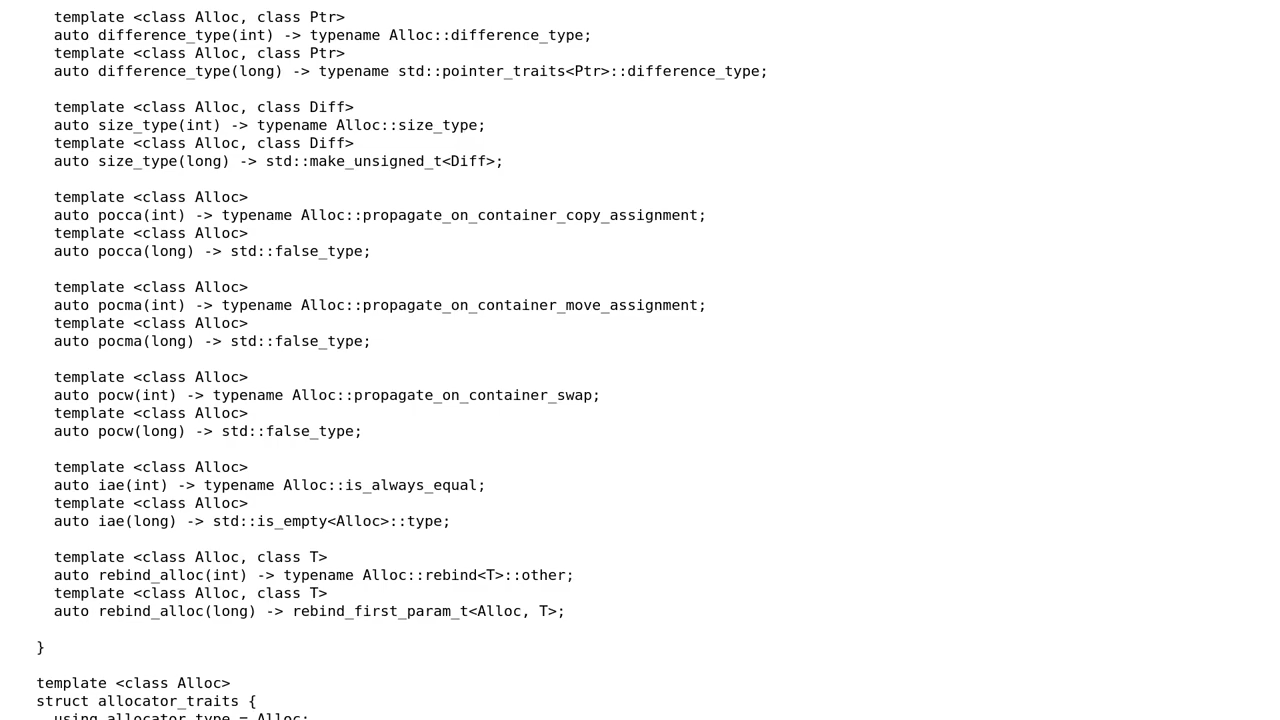 template <class Alloc, class Ptr>
auto difference_type(int) -> typename Alloc::difference_type;
template <class Alloc, class Ptr>
auto difference_type(long) -> typename std::pointer_traits<Ptr>::difference_type;
template <class Alloc, class Diff>
auto size_type(int) -> typename Alloc::size_type;
template <class Alloc, class Diff>
auto size_type(long) -> std::make_unsigned_t<Diff>;
template <class Alloc>
auto pocca(int) -> typename Alloc::propagate_on_container_copy_assignment;
template <class Alloc>
auto pocca(long) -> std::false_type;
template <class Alloc>
auto pocma(int) -> typename Alloc::propagate_on_container_move_assignment;
template <class Alloc>
auto pocma(long) -> std::false_type;
template <class Alloc>
auto pocw(int) -> typename Alloc::propagate_on_container_swap;
template <class Alloc>
auto pocw(long) -> std::false_type;
template <class Alloc>
auto iae(int) -> typename Alloc::is_always_equal;
template <class Alloc>
auto iae(long) -> std::is_empty<Alloc>::type;
template <class Alloc, class T>
auto rebind_alloc(int) -> typename Alloc::rebind<T>::other;
template <class Alloc, class T>
auto rebind_alloc(long) -> rebind_first_param_t<Alloc, T>;
}
template <class Alloc>
struct allocator_traits {
using allocator_type = Alloc;